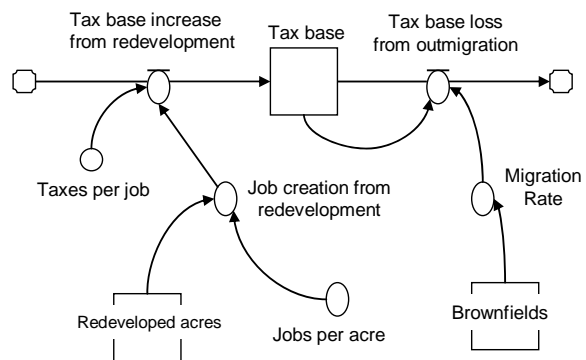 Tax base increase
from redevelopment
Tax base
Tax base loss
from outmigration
Taxes per job
Job creation from
redevelopment
Migration
Rate
Redeveloped acres
Jobs per acre
Brownfields